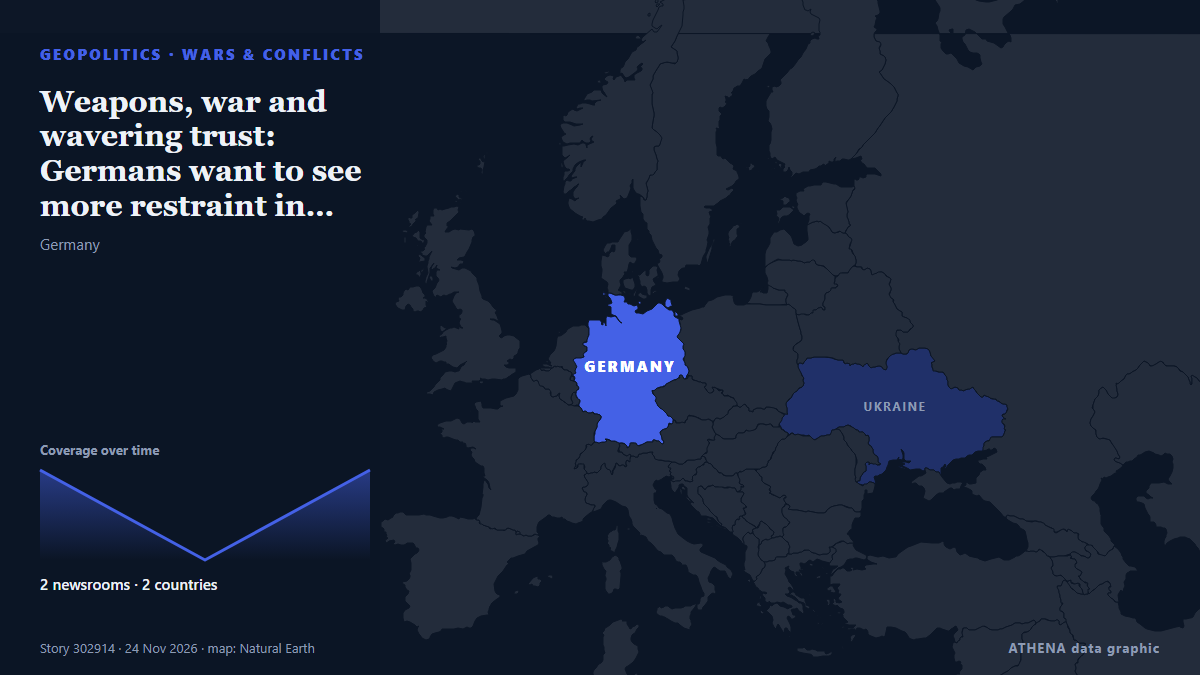 GEOPOLITICS · WARS & CONFLICTS
Weapons, war and
wavering trust:
Germans want to see
more restraint in...
Germany
GERMANY
UKRAINE
Coverage over time
2 newsrooms · 2 countries
Story 302914 · 24 Nov 2026 · map: Natural Earth
ATHENA data graphic